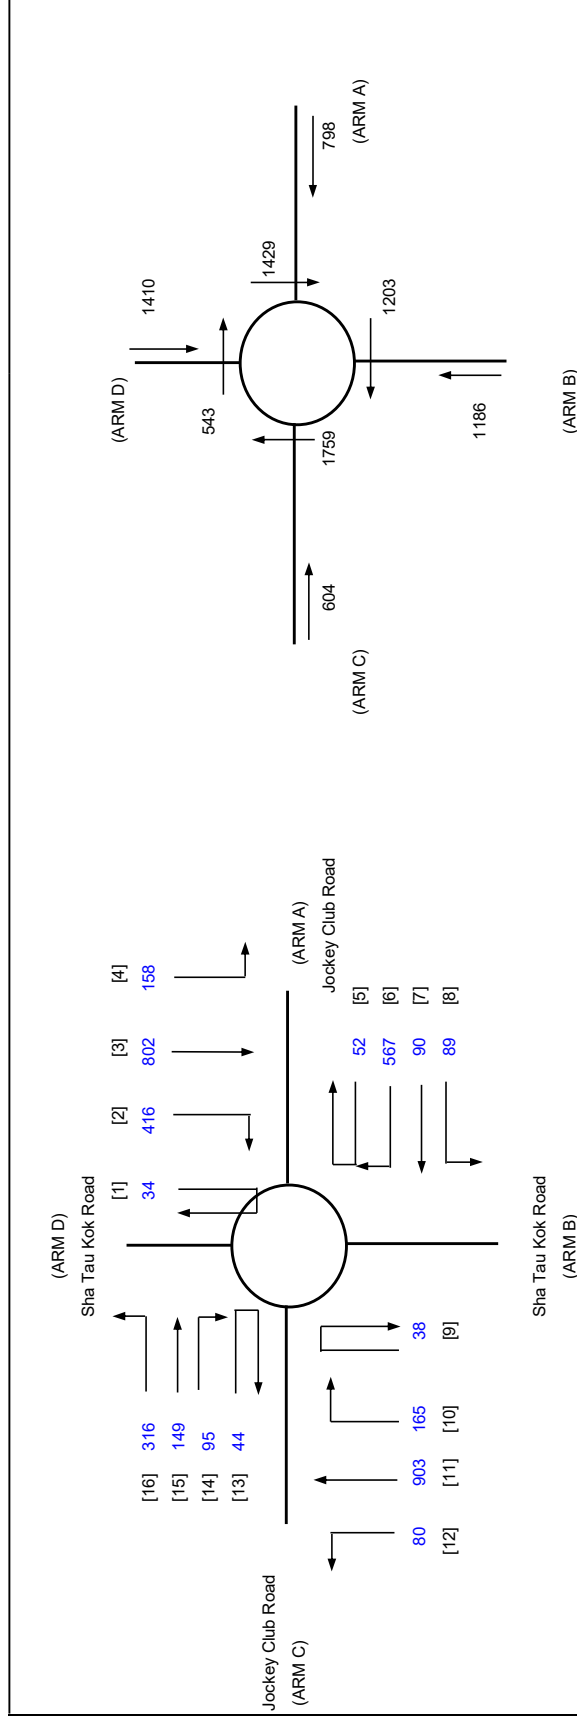 (ARM D)
Sha Tau Kok Road
[1] [2] [3] [4]
34 416 802 158
[16] 316
[15] 149
[14] 95
[13] 44
Jockey Club Road
(ARM C)
(ARM A)
Jockey Club Road
52 [5]
567 [6]
90 [7]
89 [8]
80 903 165 38
[12] [11] [10] [9]
Sha Tau Kok Road
(ARM B)
(ARM D)
1410
543
1429
798
(ARM A)
1759
1203
604
(ARM C)
1186
(ARM B)